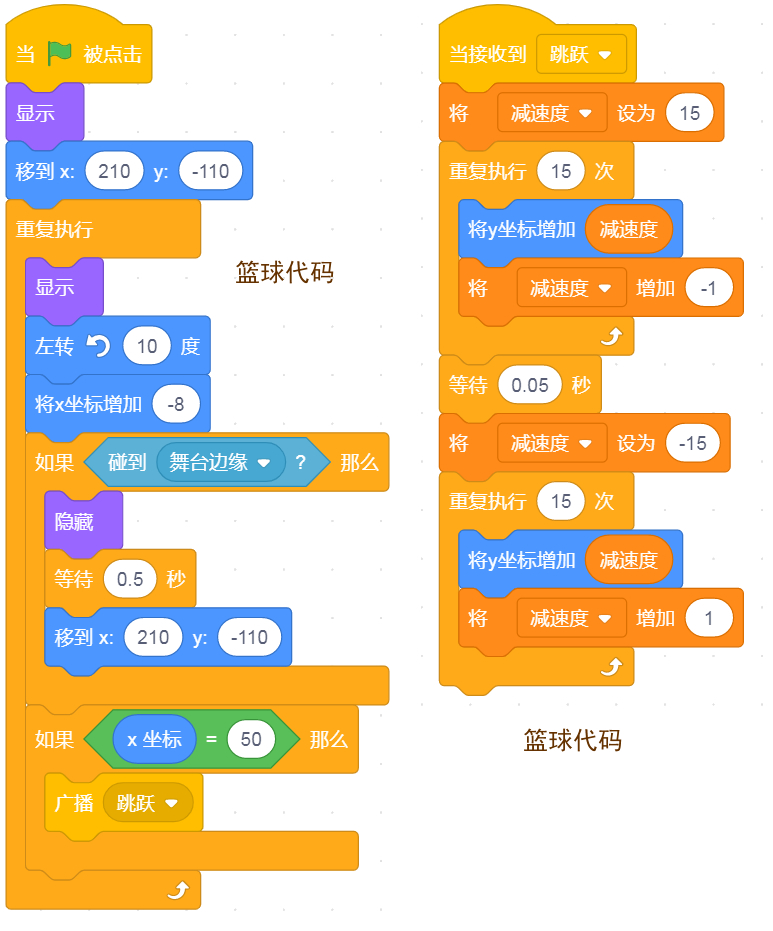 当 被点击
显示
移到 x: 210 y: -110
重复执行
显示
左转 10 度
将x坐标增加 -8
如果 碰到 舞台边缘 ? 那么
隐藏
等待 0.5 秒
移到 x: 210 y: -110
如果 x 坐标 = 50 那么
广播 跳跃
篮球代码
当接收到 跳跃
将 减速度 设为 15
重复执行 15 次
将y坐标增加 减速度
将 减速度 增加 -1
等待 0.05 秒
将 减速度 设为 -15
重复执行 15 次
将y坐标增加 减速度
将 减速度 增加 1
篮球代码